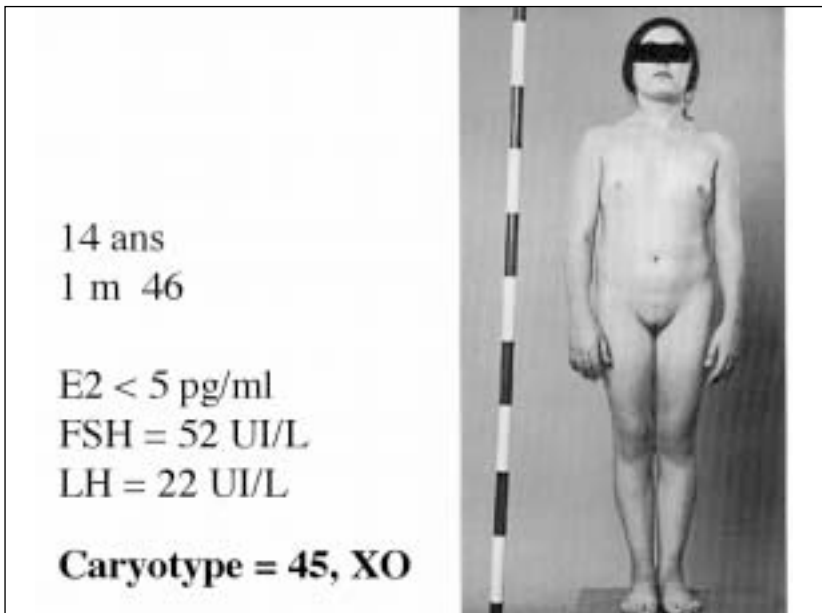 14 ans
1 m 46
E2 < 5 pg/ml
FSH = 52 UI/L
LH = 22 UI/L
Caryotype = 45, XO